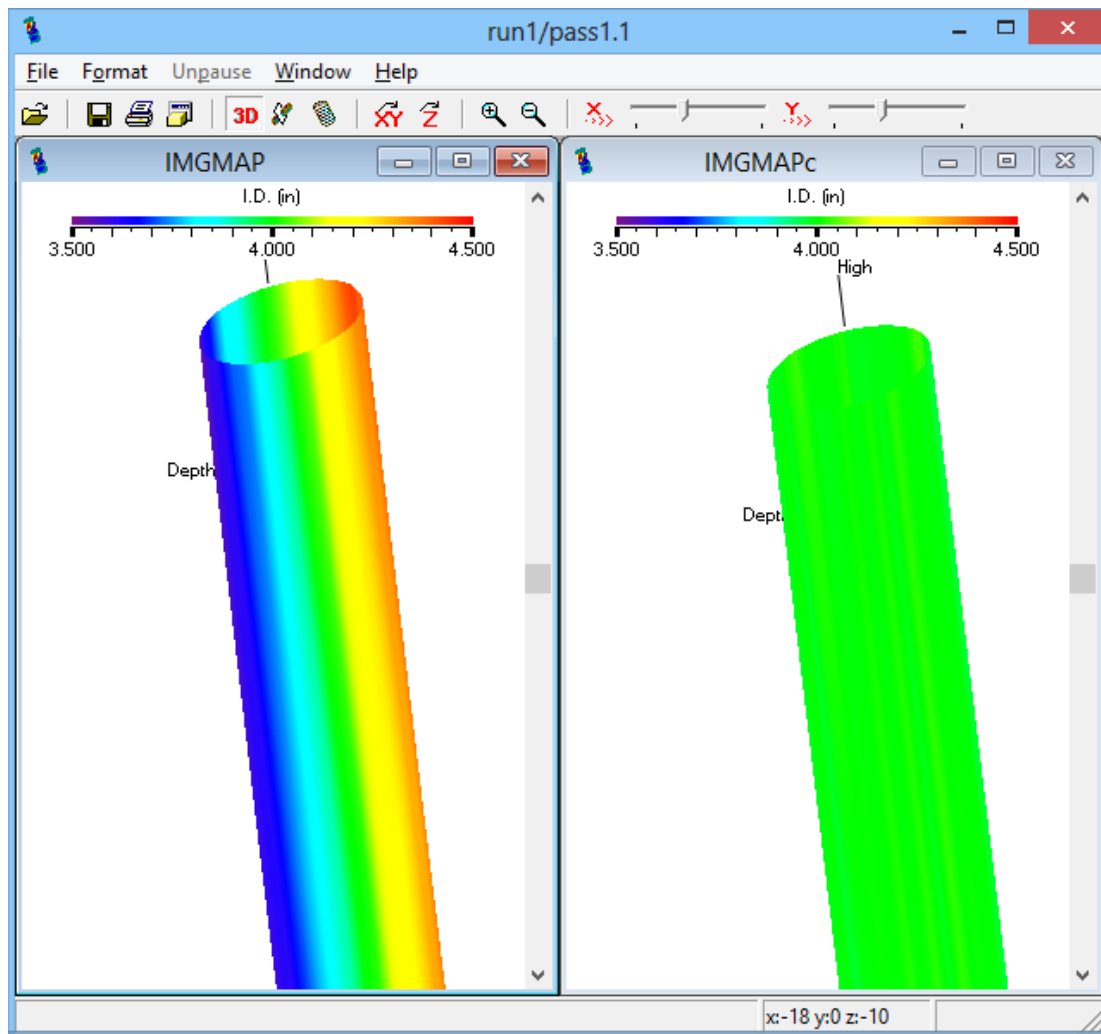 run1/pass1.1
File Format Unpause Window Help
3D XY Z X Y
IMGMAP
I.D. (in)
3.500 4.000 4.500
Depth
IMGMAPc
I.D. (in)
3.500 4.000 4.500
High
Dept
x:-18 y:0 z:-10